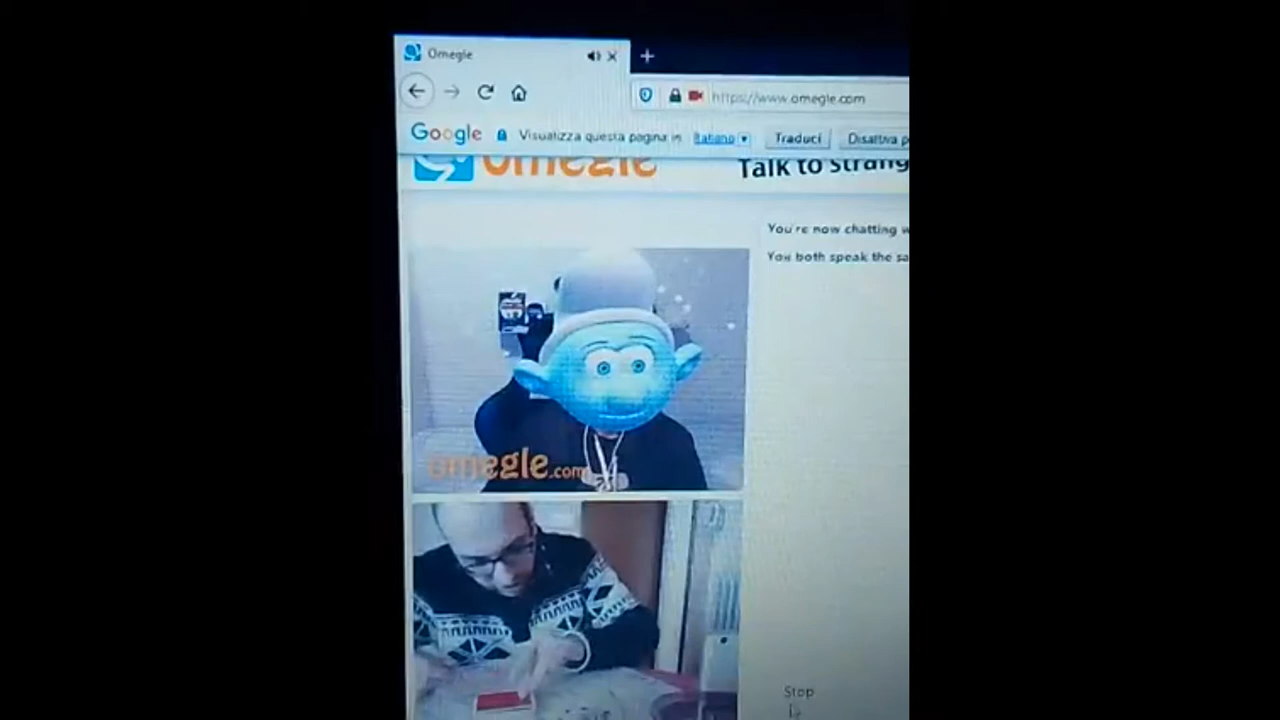 Omegle
https://www.omegle.com
Google Visualizza questa pagina in Italiano Traduci Disattiva p
omegle Talk to Strang
You're now chatting w
You both speak the sa
omegle.com
Stop